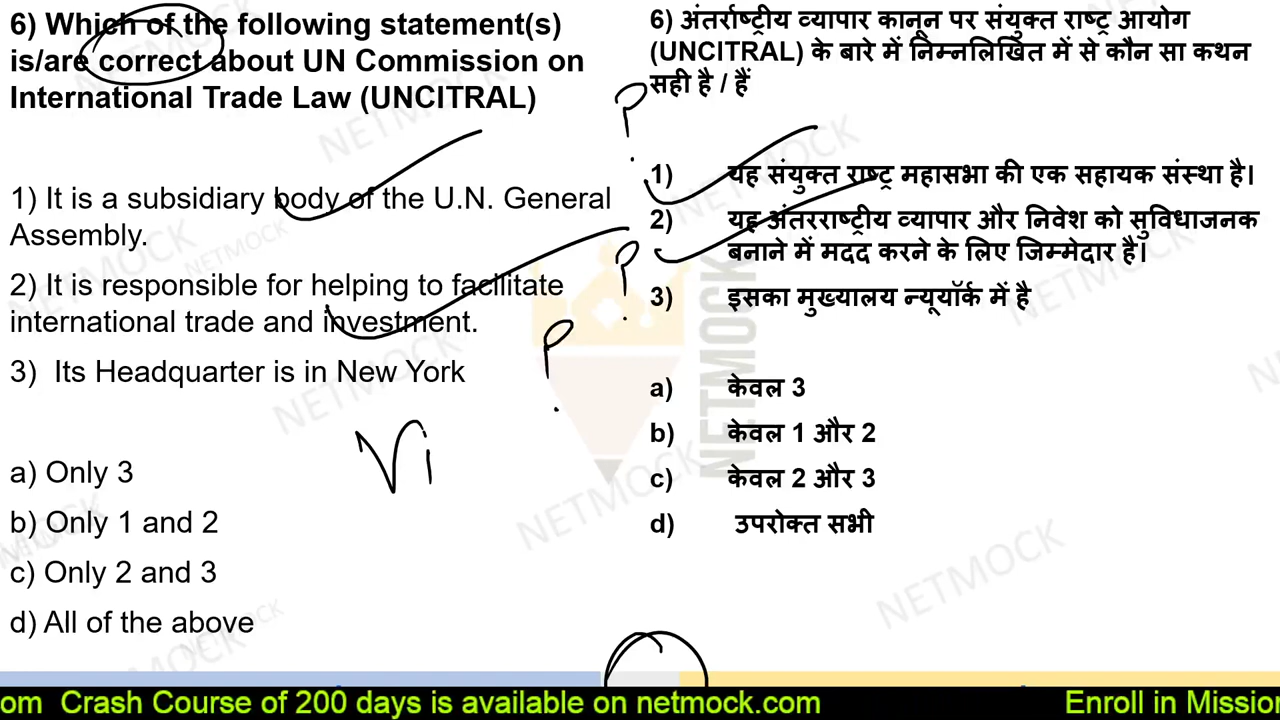 6) Which of the following statement(s)
is/are correct about UN Commission on
International Trade Law (UNCITRAL)
1) It is a subsidiary body of the U.N. General
Assembly.
2) It is responsible for helping to facilitate
international trade and investment.
3) Its Headquarter is in New York
Vi
a) Only 3
b) Only 1 and 2
c) Only 2 and 3
d) All of the above
6) अंतर्राष्ट्रीय व्यापार कानून पर संयुक्त राष्ट्र आयोग
(UNCITRAL) के बारे में निम्नलिखित में से कौन सा कथन
सही है / हैं
1) यह संयुक्त राष्ट्र महासभा की एक सहायक संस्था है।
2) यह अंतरराष्ट्रीय व्यापार और निवेश को सुविधाजनक
बनाने में मदद करने के लिए जिम्मेदार है।
3) इसका मुख्यालय न्यूयॉर्क में है
a) केवल 3
b) केवल 1 और 2
c) केवल 2 और 3
d) उपरोक्त सभी
NETMOCK
om Crash Course of 200 days is available on netmock.com Enroll in Mission